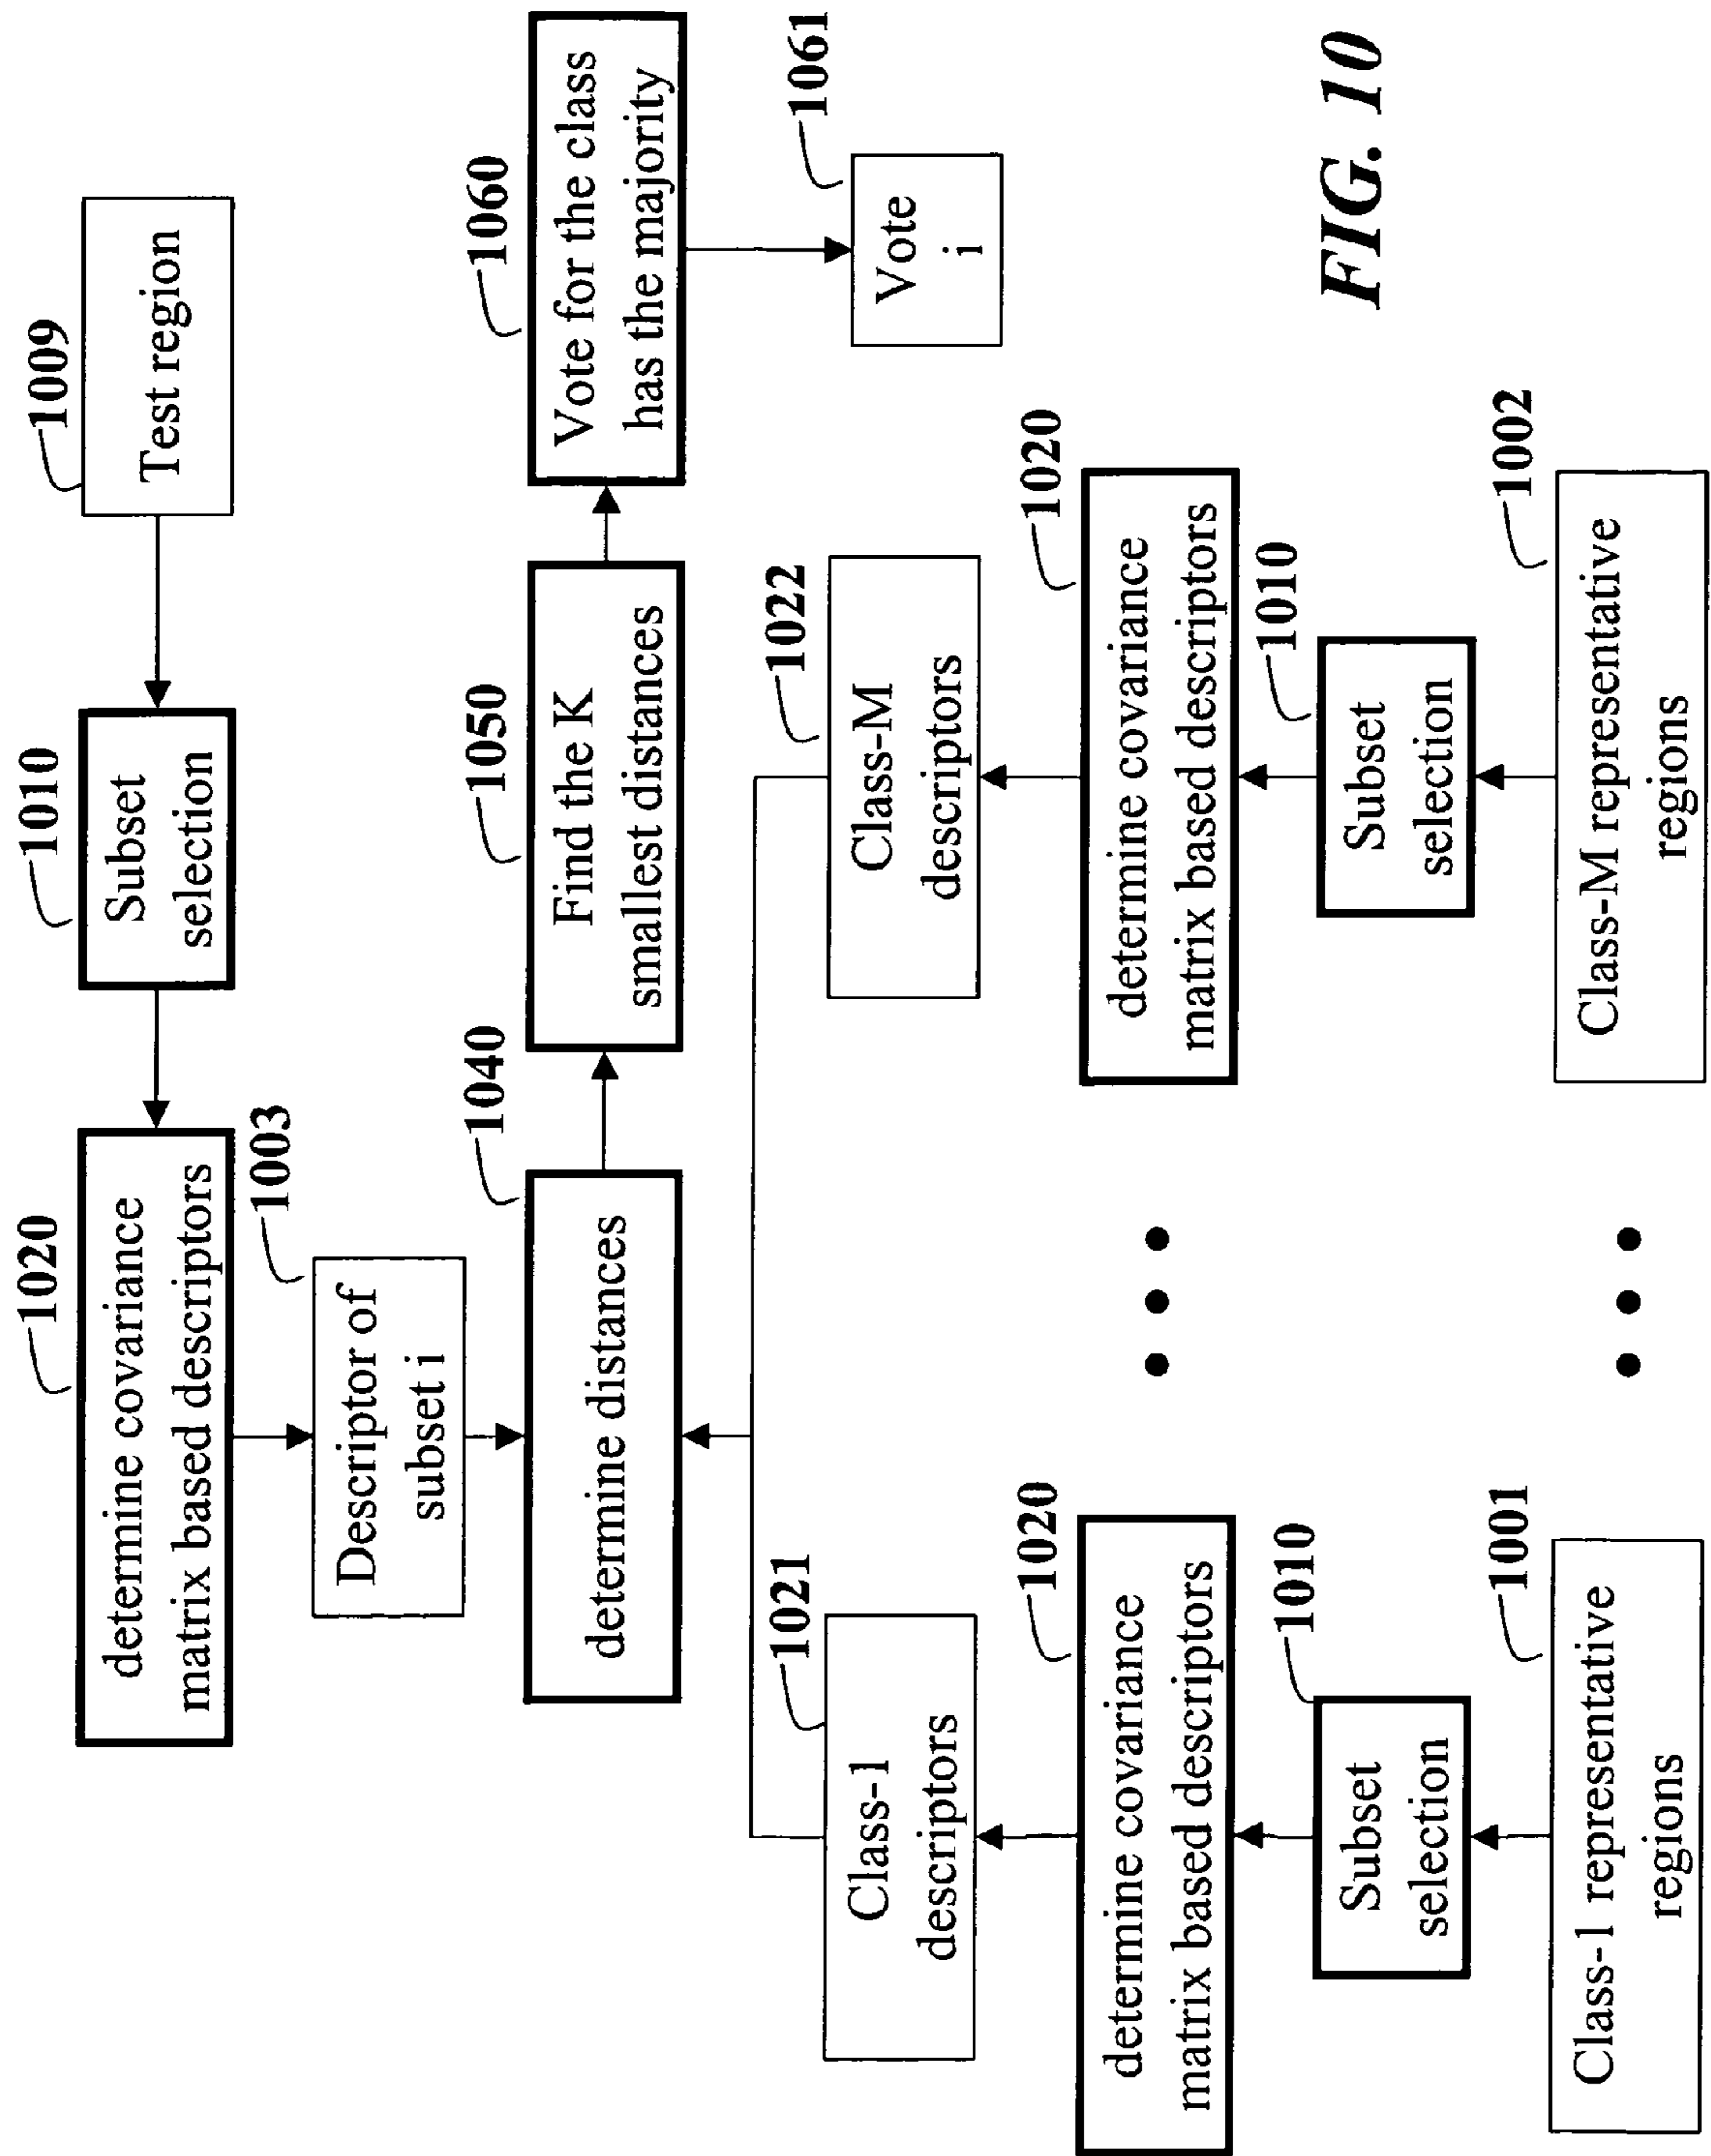 1020
determine covariance
matrix based descriptors
1010
Subset
selection
1009
Test region
1003
Descriptor of
subset i
1040
determine distances
1050
Find the K
smallest distances
1060
Vote for the class
has the majority
1061
Vote
i
1021
Class-1
descriptors
1022
Class-M
descriptors
1020
determine covariance
matrix based descriptors
1020
determine covariance
matrix based descriptors
1010
Subset
selection
1010
Subset
selection
1001
Class-1 representative
regions
1002
Class-M representative
regions
FIG. 10